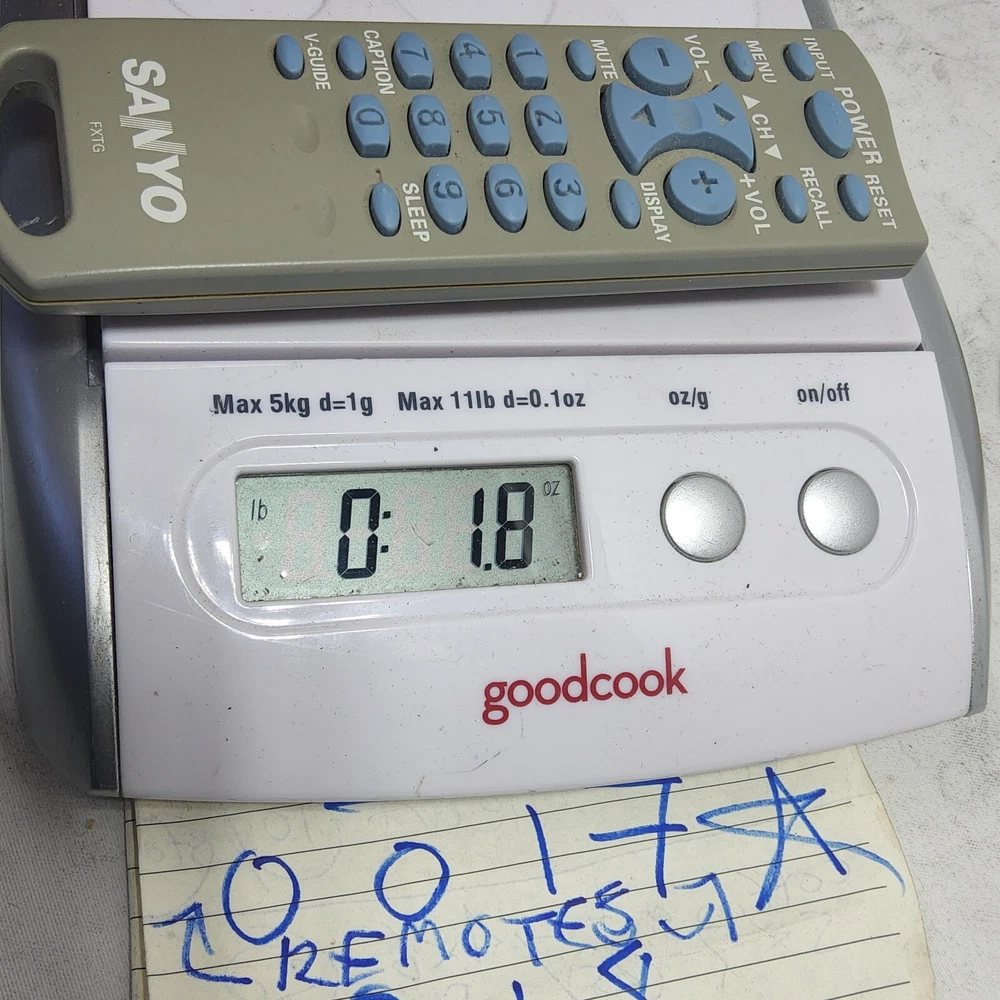 INPUT
MENU
VOL−
MUTE
1
4
7
CAPTION
V-GUIDE
POWER
▲CH▼
2
5
8
0
SANYO
FXTG
RESET
RECALL
+VOL
DISPLAY
3
6
9
SLEEP
Max 5kg d=1g Max 11lb d=0.1oz oz/g on/off
lb 0: 1.8 oz
goodcook
0 0 1 7
REMOTES